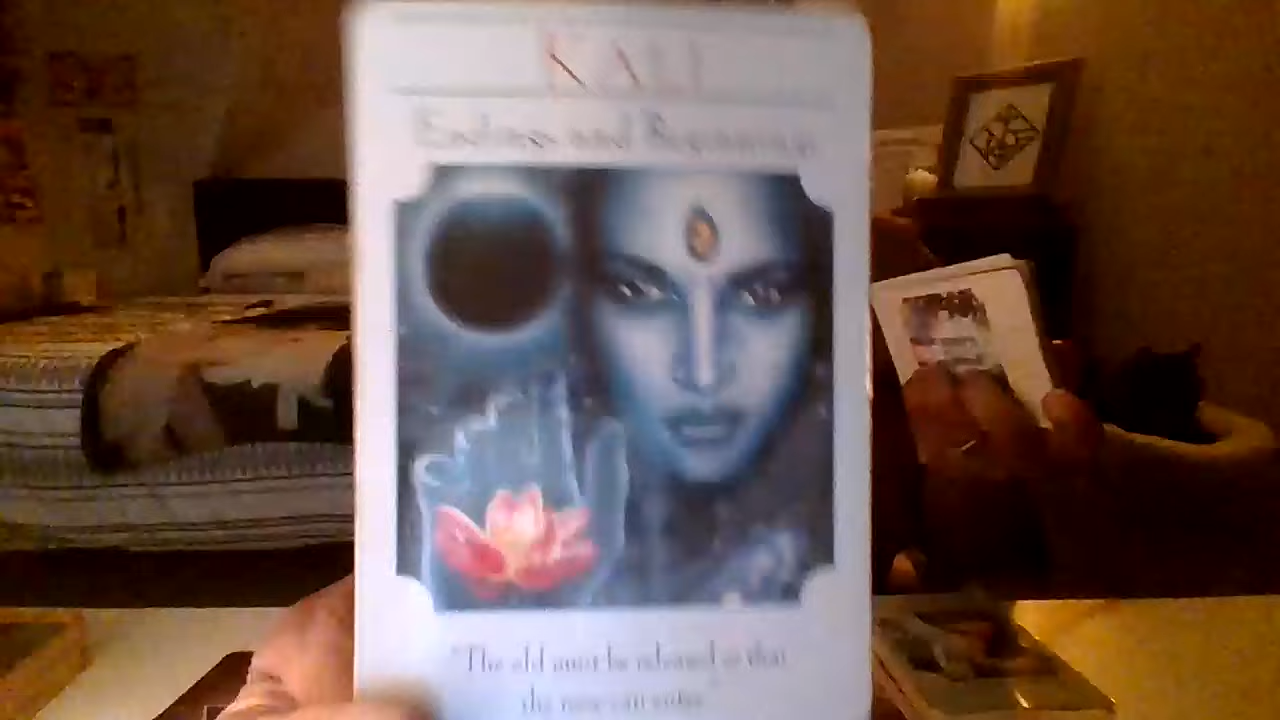 KALI
Endings and Beginnings
"The old must be released so that
the new can enter."